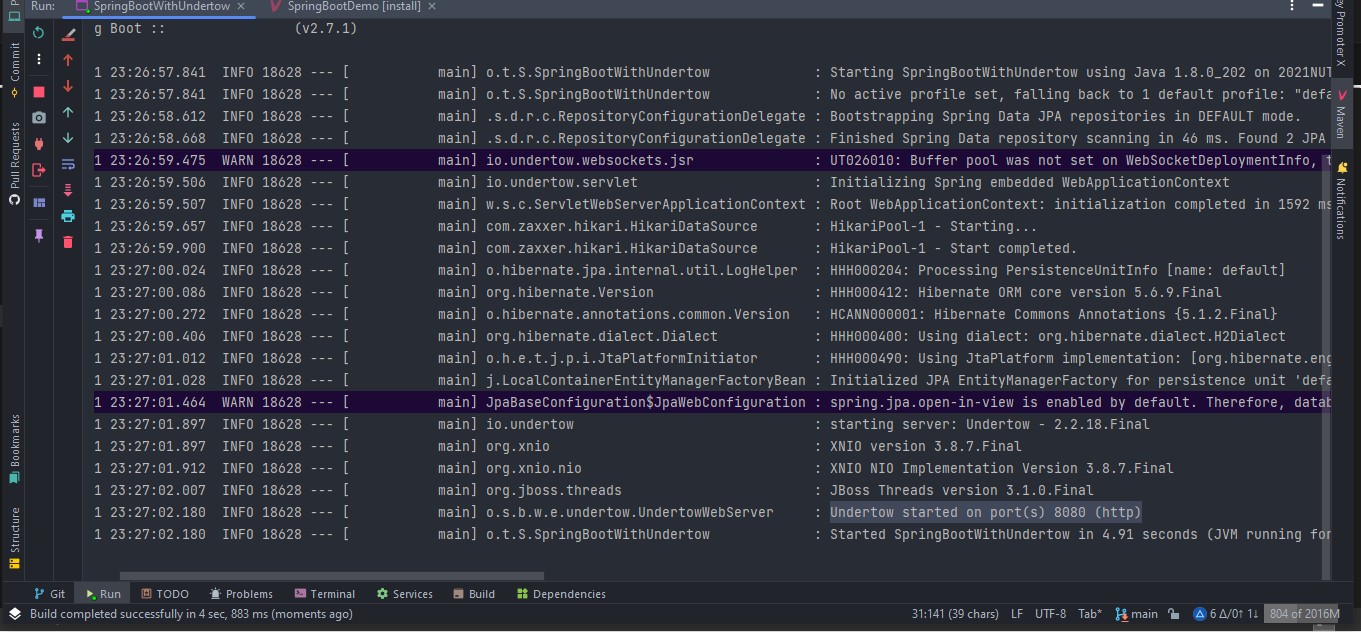 Run: SpringBootWithUndertow × SpringBootDemo [install] ×
g Boot :: (v2.7.1)
1 23:26:57.841 INFO 18628 --- [ main] o.t.S.SpringBootWithUndertow : Starting SpringBootWithUndertow using Java 1.8.0_202 on 2021NUT
1 23:26:57.841 INFO 18628 --- [ main] o.t.S.SpringBootWithUndertow : No active profile set, falling back to 1 default profile: "defa
1 23:26:58.612 INFO 18628 --- [ main] .s.d.r.c.RepositoryConfigurationDelegate : Bootstrapping Spring Data JPA repositories in DEFAULT mode.
1 23:26:58.668 INFO 18628 --- [ main] .s.d.r.c.RepositoryConfigurationDelegate : Finished Spring Data repository scanning in 46 ms. Found 2 JPA
1 23:26:59.475 WARN 18628 --- [ main] io.undertow.websockets.jsr : UT026010: Buffer pool was not set on WebSocketDeploymentInfo, t
1 23:26:59.506 INFO 18628 --- [ main] io.undertow.servlet : Initializing Spring embedded WebApplicationContext
1 23:26:59.507 INFO 18628 --- [ main] w.s.c.ServletWebServerApplicationContext : Root WebApplicationContext: initialization completed in 1592 ms
1 23:26:59.657 INFO 18628 --- [ main] com.zaxxer.hikari.HikariDataSource : HikariPool-1 - Starting...
1 23:26:59.900 INFO 18628 --- [ main] com.zaxxer.hikari.HikariDataSource : HikariPool-1 - Start completed.
1 23:27:00.024 INFO 18628 --- [ main] o.hibernate.jpa.internal.util.LogHelper : HHH000204: Processing PersistenceUnitInfo [name: default]
1 23:27:00.086 INFO 18628 --- [ main] org.hibernate.Version : HHH000412: Hibernate ORM core version 5.6.9.Final
1 23:27:00.272 INFO 18628 --- [ main] o.hibernate.annotations.common.Version : HCANN000001: Hibernate Commons Annotations {5.1.2.Final}
1 23:27:00.406 INFO 18628 --- [ main] org.hibernate.dialect.Dialect : HHH000400: Using dialect: org.hibernate.dialect.H2Dialect
1 23:27:01.012 INFO 18628 --- [ main] o.h.e.t.j.p.i.JtaPlatformInitiator : HHH000490: Using JtaPlatform implementation: [org.hibernate.eng
1 23:27:01.028 INFO 18628 --- [ main] j.LocalContainerEntityManagerFactoryBean : Initialized JPA EntityManagerFactory for persistence unit 'defa
1 23:27:01.464 WARN 18628 --- [ main] JpaBaseConfiguration$JpaWebConfiguration : spring.jpa.open-in-view is enabled by default. Therefore, datab
1 23:27:01.897 INFO 18628 --- [ main] io.undertow : starting server: Undertow - 2.2.18.Final
1 23:27:01.897 INFO 18628 --- [ main] org.xnio : XNIO version 3.8.7.Final
1 23:27:01.912 INFO 18628 --- [ main] org.xnio.nio : XNIO NIO Implementation Version 3.8.7.Final
1 23:27:02.007 INFO 18628 --- [ main] org.jboss.threads : JBoss Threads version 3.1.0.Final
1 23:27:02.180 INFO 18628 --- [ main] o.s.b.w.e.undertow.UndertowWebServer : Undertow started on port(s) 8080 (http)
1 23:27:02.180 INFO 18628 --- [ main] o.t.S.SpringBootWithUndertow : Started SpringBootWithUndertow in 4.91 seconds (JVM running for
Commit
Pull Requests
Bookmarks
Structure
ey Promoter X
Maven
Notifications
Git Run TODO Problems Terminal Services Build Dependencies
Build completed successfully in 4 sec, 883 ms (moments ago) 31:141 (39 chars) LF UTF-8 Tab* main 6 Δ/0↑ 1↓ 804 of 2016M